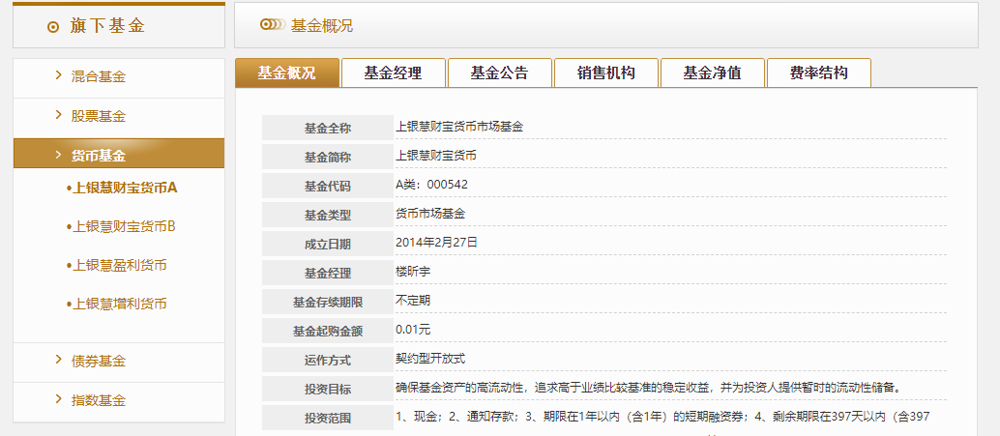 旗下基金
基金概况
混合基金
股票基金
货币基金
•上银慧财宝货币A
•上银慧财宝货币B
•上银慧盈利货币
•上银慧增利货币
债券基金
指数基金
基金概况 基金经理 基金公告 销售机构 基金净值 费率结构
基金全称 上银慧财宝货币市场基金
基金简称 上银慧财宝货币
基金代码 A类：000542
基金类型 货币市场基金
成立日期 2014年2月27日
基金经理 楼昕宇
基金存续期限 不定期
基金起购金额 0.01元
运作方式 契约型开放式
投资目标 确保基金资产的高流动性，追求高于业绩比较基准的稳定收益，并为投资人提供暂时的流动性储备。
投资范围 1、现金；2、通知存款；3、期限在1年以内（含1年）的短期融资券；4、剩余期限在397天以内（含397